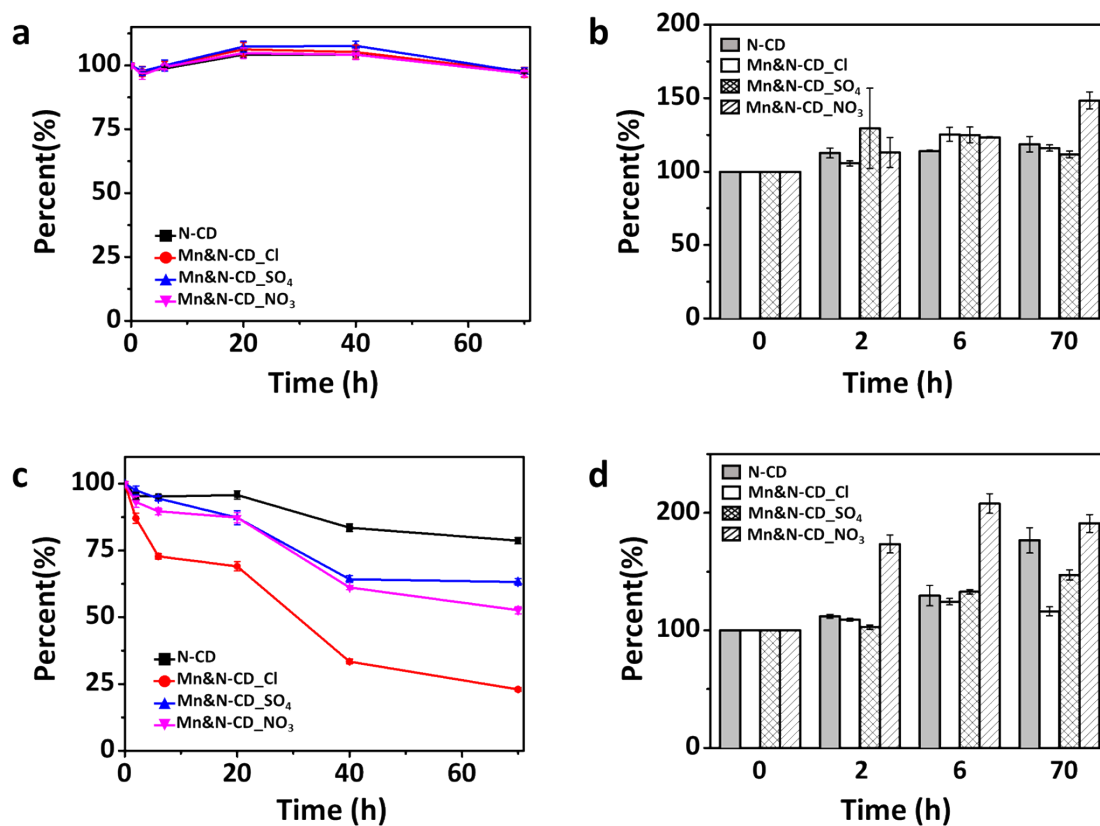 a
100
75
50
25
0
Percent(%)
N-CD
Mn&N-CD_Cl
Mn&N-CD_SO₄
Mn&N-CD_NO₃
0 20 40 60
Time (h)
b
200
150
100
50
0
Percent(%)
N-CD
Mn&N-CD_Cl
Mn&N-CD_SO₄
Mn&N-CD_NO₃
0 2 6 70
Time (h)
c
100
75
50
25
0
Percent(%)
N-CD
Mn&N-CD_Cl
Mn&N-CD_SO₄
Mn&N-CD_NO₃
0 20 40 60
Time (h)
d
200
100
0
Percent(%)
N-CD
Mn&N-CD_Cl
Mn&N-CD_SO₄
Mn&N-CD_NO₃
0 2 6 70
Time (h)